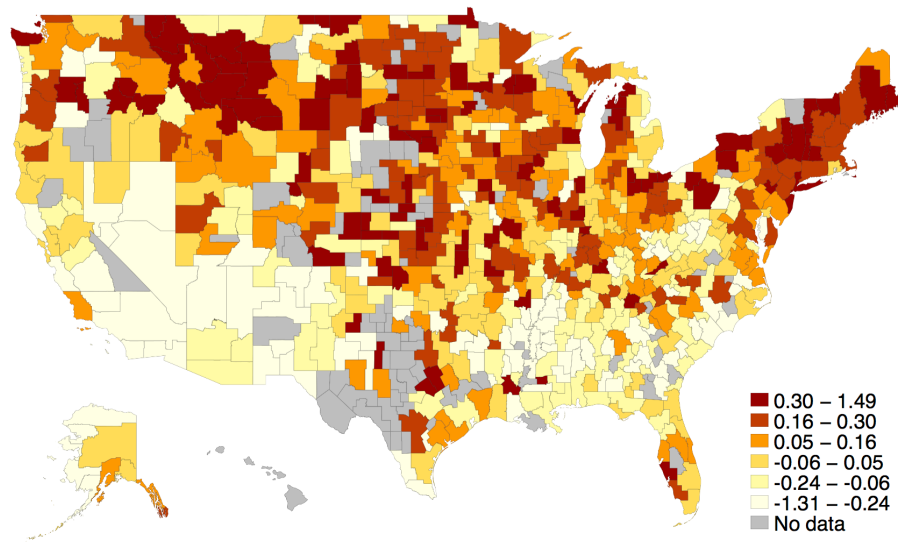 0.30 – 1.49
0.16 – 0.30
0.05 – 0.16
-0.06 – 0.05
-0.24 – -0.06
-1.31 – -0.24
No data